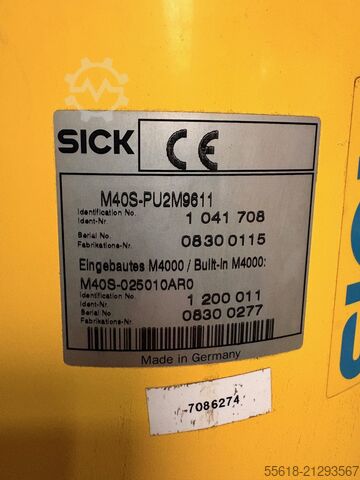 SICK CE
M40S-PU2M9611
Identification No.
Ident-Nr. 1 041 708
Serial No.
Fabrikations-Nr. 0830 0115
Eingebautes M4000 / Built-in M4000:
M40S-025010AR0
Identification No.
Ident-Nr. 1 200 011
Serial No.
Fabrikations-Nr. 0830 0277
Made in Germany
-7086274
55618-21293567